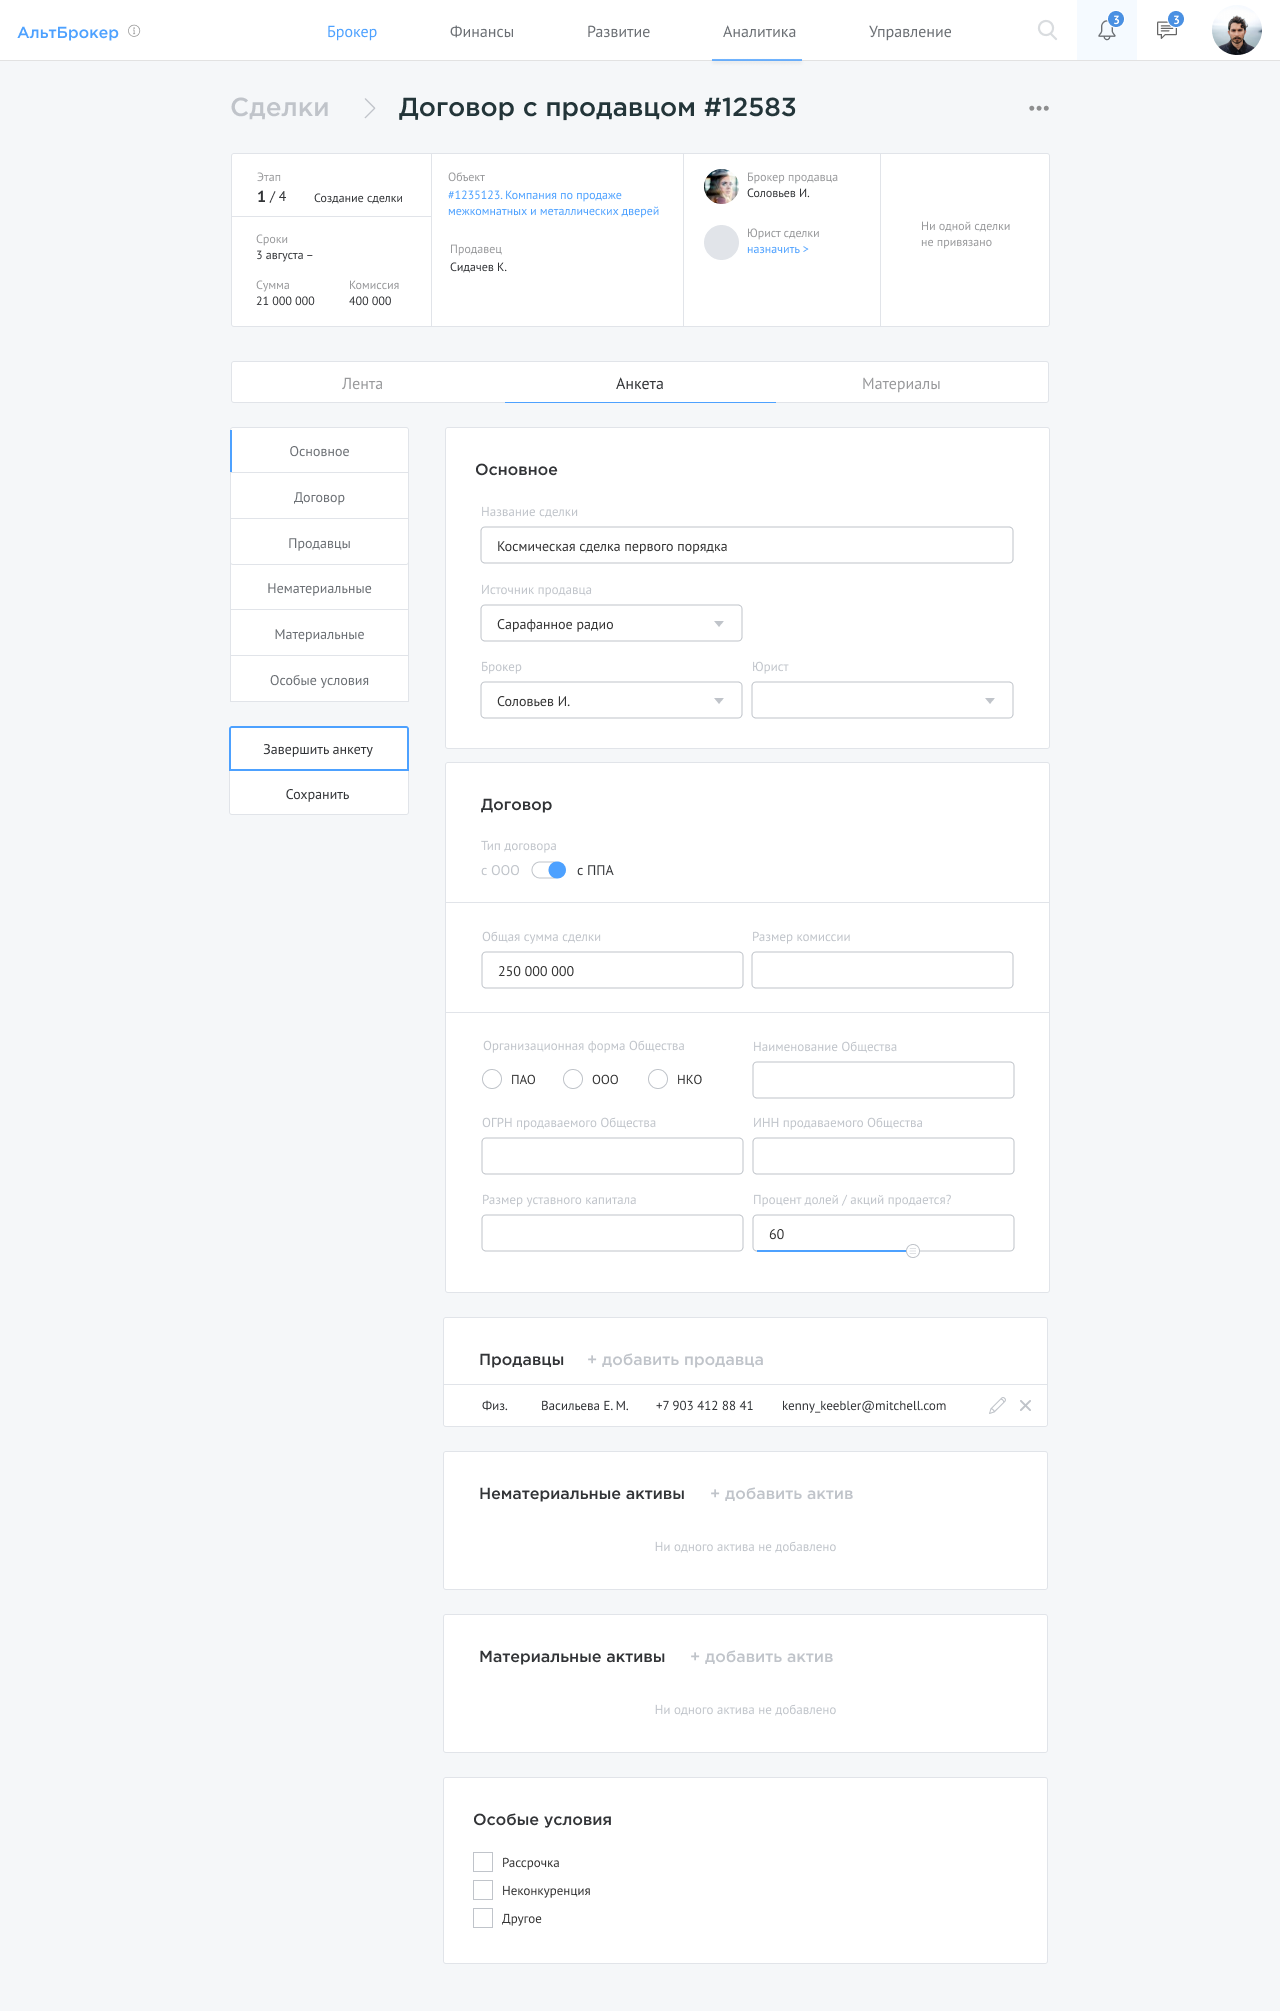 АльтБрокер
Брокер
Финансы
Развитие
Аналитика
Управление
3
3
Сделки
Договор с продавцом #12583
Этап
1 / 4
Создание сделки
Сроки
3 августа –
Сумма
Комиссия
21 000 000
400 000
Объект
#1235123. Компания по продаже
межкомнатных и металлических дверей
Продавец
Сидачев К.
Брокер продавца
Соловьев И.
Юрист сделки
назначить >
Ни одной сделки
не привязано
Лента
Анкета
Материалы
Основное
Договор
Продавцы
Нематериальные
Материальные
Особые условия
Завершить анкету
Сохранить
Основное
Название сделки
Космическая сделка первого порядка
Источник продавца
Сарафанное радио
Брокер
Юрист
Соловьев И.
Договор
Тип договора
с ООО
с ППА
Общая сумма сделки
Размер комиссии
250 000 000
Организационная форма Общества
Наименование Общества
ПАО
ООО
НКО
ОГРН продаваемого Общества
ИНН продаваемого Общества
Размер уставного капитала
Процент долей / акций продается?
60
Продавцы
+ добавить продавца
Физ.
Васильева Е. М.
+7 903 412 88 41
kenny_keebler@mitchell.com
Нематериальные активы
+ добавить актив
Ни одного актива не добавлено
Материальные активы
+ добавить актив
Ни одного актива не добавлено
Особые условия
Рассрочка
Неконкуренция
Другое